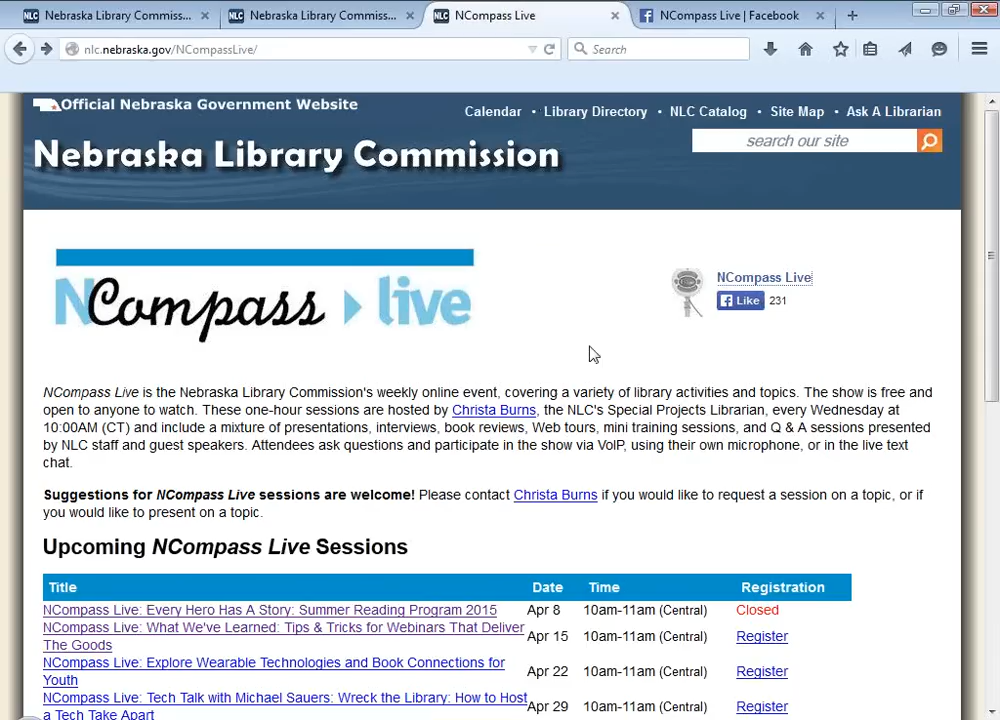 Nebraska Library Commiss...
Nebraska Library Commiss...
NCompass Live
NCompass Live | Facebook
nlc.nebraska.gov/NCompassLive/
Search
Official Nebraska Government Website
Calendar • Library Directory • NLC Catalog • Site Map • Ask A Librarian
Nebraska Library Commission
search our site
NCompass live
NCompass Live
Like 231
NCompass Live is the Nebraska Library Commission's weekly online event, covering a variety of library activities and topics. The show is free and
open to anyone to watch. These one-hour sessions are hosted by Christa Burns, the NLC's Special Projects Librarian, every Wednesday at
10:00AM (CT) and include a mixture of presentations, interviews, book reviews, Web tours, mini training sessions, and Q & A sessions presented
by NLC staff and guest speakers. Attendees ask questions and participate in the show via VoIP, using their own microphone, or in the live text
chat.
Suggestions for NCompass Live sessions are welcome! Please contact Christa Burns if you would like to request a session on a topic, or if
you would like to present on a topic.
Upcoming NCompass Live Sessions
Title Date Time Registration
NCompass Live: Every Hero Has A Story: Summer Reading Program 2015 Apr 8 10am-11am (Central) Closed
NCompass Live: What We've Learned: Tips & Tricks for Webinars That Deliver
The Goods Apr 15 10am-11am (Central) Register
NCompass Live: Explore Wearable Technologies and Book Connections for
Youth Apr 22 10am-11am (Central) Register
NCompass Live: Tech Talk with Michael Sauers: Wreck the Library: How to Host
a Tech Take Apart Apr 29 10am-11am (Central) Register